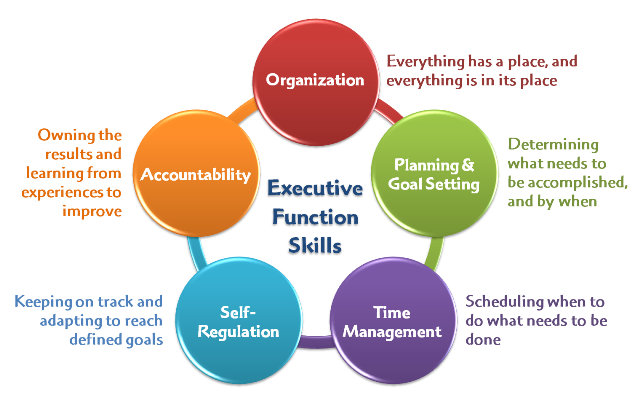 Organization
Everything has a place, and
everything is in its place
Planning &
Goal Setting
Determining
what needs to
be accomplished,
and by when
Time
Management
Scheduling when to
do what needs to be
done
Self-
Regulation
Keeping on track and
adapting to reach
defined goals
Accountability
Owning the
results and
learning from
experiences to
improve
Executive
Function
Skills